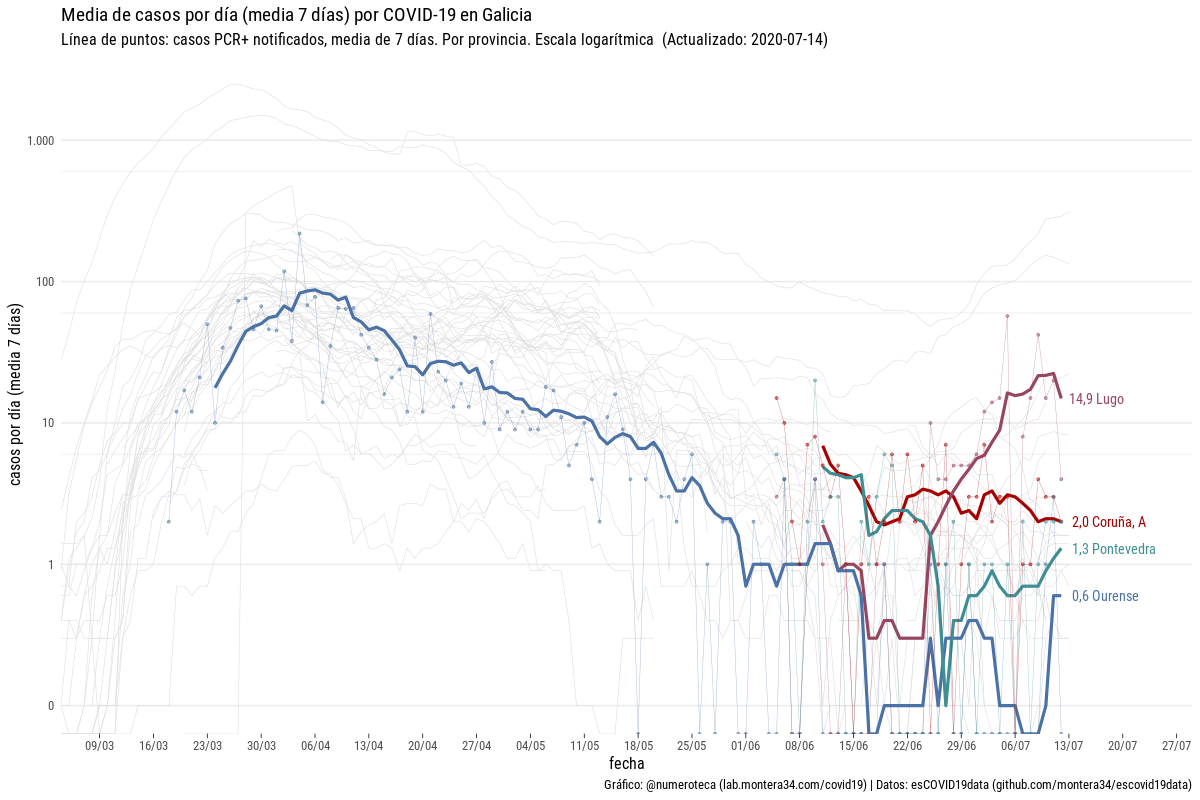 Media de casos por día (media 7 días) por COVID-19 en Galicia
Línea de puntos: casos PCR+ notificados, media de 7 días. Por provincia. Escala logarítmica  (Actualizado: 2020-07-14)
casos por día (media 7 días)
1.000
100
10
1
0
14,9 Lugo
2,0 Coruña, A
1,3 Pontevedra
0,6 Ourense
09/03 16/03 23/03 30/03 06/04 13/04 20/04 27/04 04/05 11/05 18/05 25/05 01/06 08/06 15/06 22/06 29/06 06/07 13/07 20/07 27/07
fecha
Gráfico: @numeroteca (lab.montera34.com/covid19) | Datos: esCOVID19data (github.com/montera34/escovid19data)